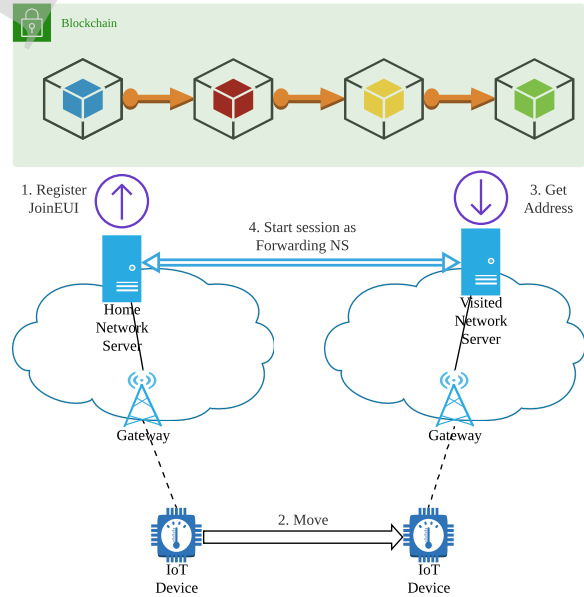 Blockchain
1. Register
JoinEUI
3. Get
Address
4. Start session as
Forwarding NS
Home
Network
Server
Visited
Network
Server
Gateway
Gateway
2. Move
IoT
Device
IoT
Device